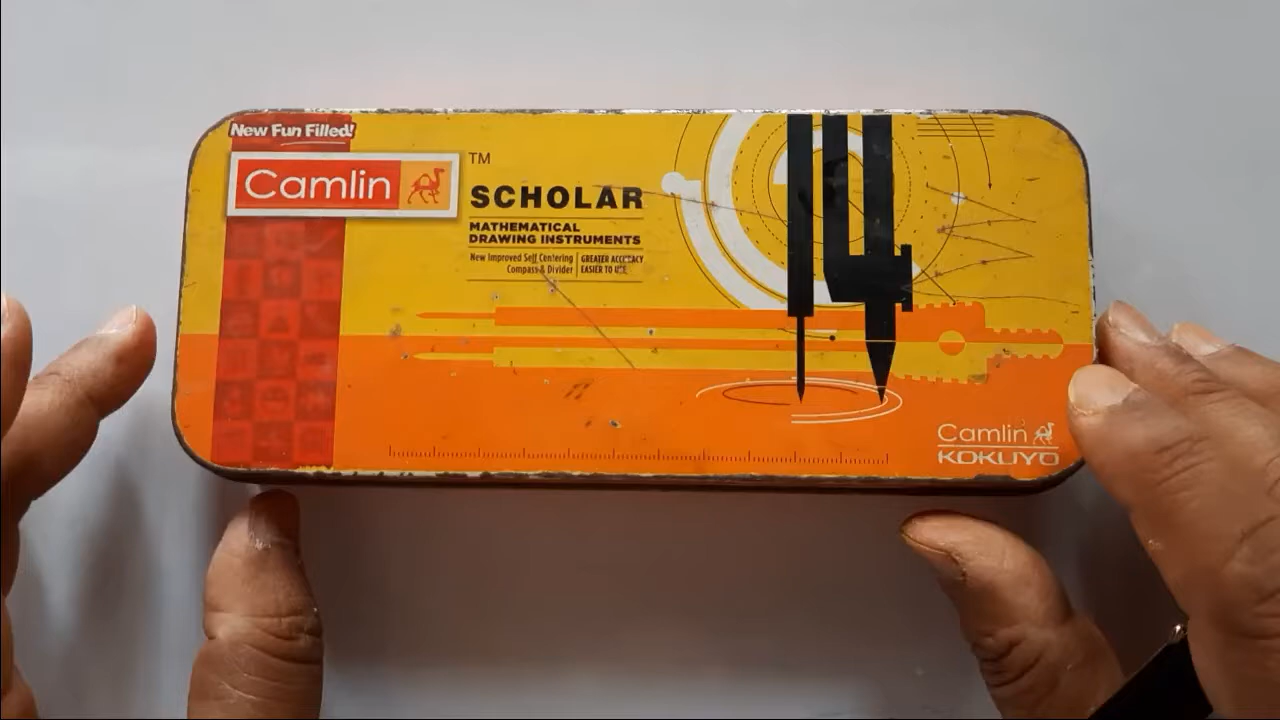 New Fun Filled!
Camlin
TM
SCHOLAR
MATHEMATICAL
DRAWING INSTRUMENTS
New Improved Self Centering
Compass & Divider
GREATER ACCURACY
EASIER TO USE
Camlin
KOKUYO